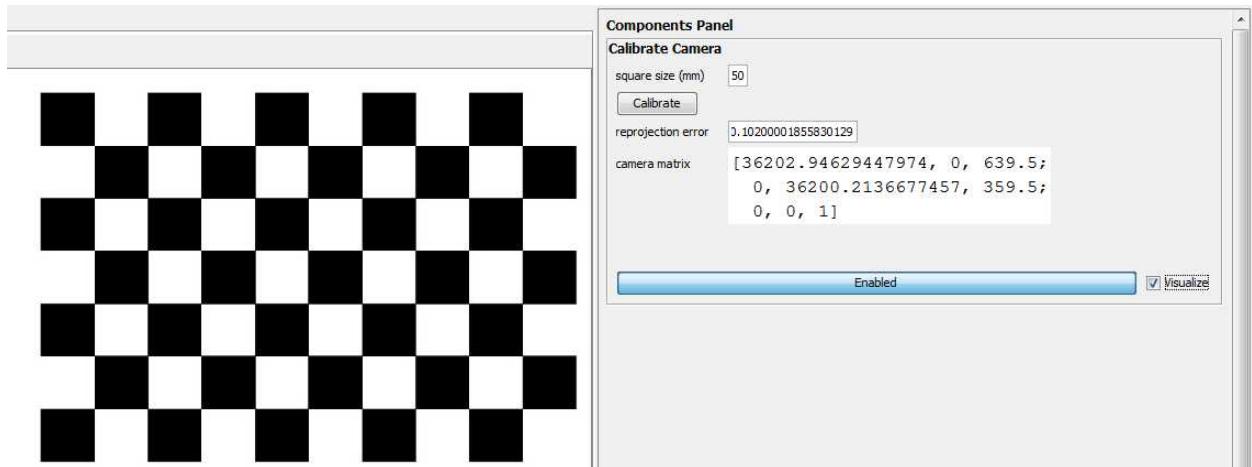 Components Panel
Calibrate Camera
square size (mm) 50
Calibrate
reprojection error 0.10200001855830129
camera matrix [36202.94629447974, 0, 639.5;
0, 36200.2136677457, 359.5;
0, 0, 1]
Enabled Visualize